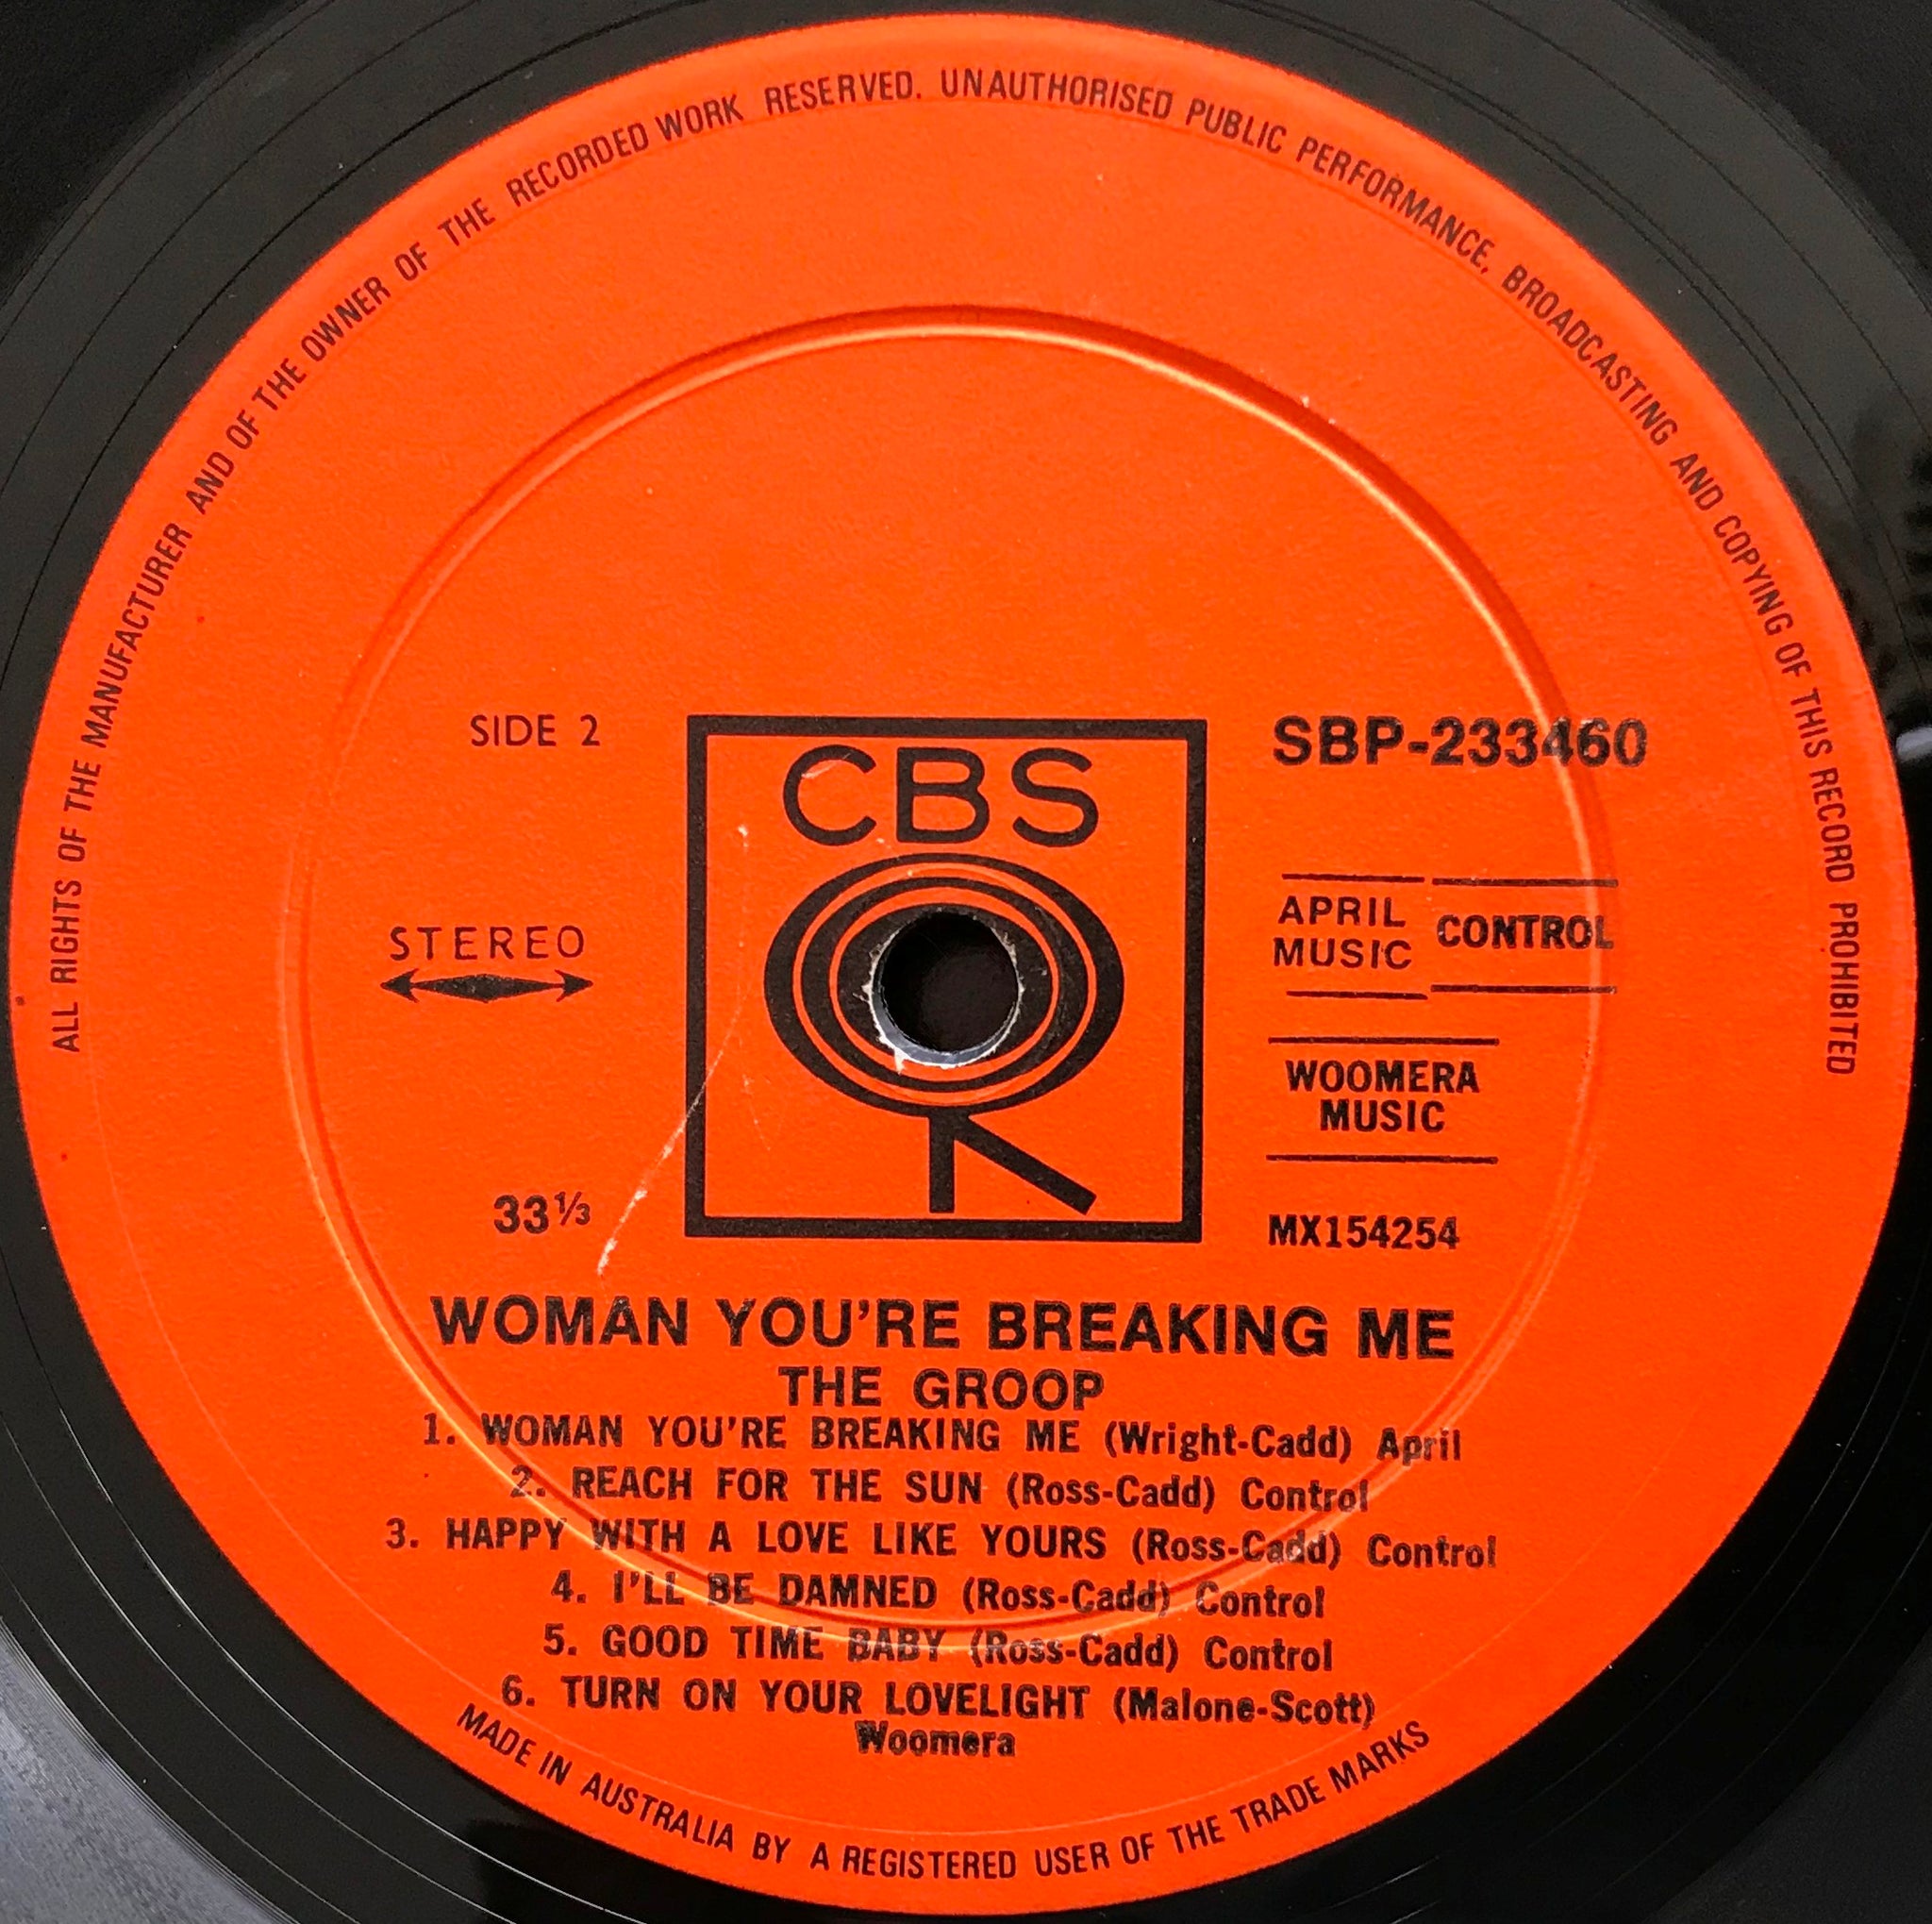 ALL RIGHTS OF THE MANUFACTURER AND OF THE OWNER OF THE RECORDED WORK RESERVED. UNAUTHORISED PUBLIC PERFORMANCE, BROADCASTING AND COPYING OF THIS RECORD PROHIBITED
SIDE 2
CBS
SBP-233460
STEREO
APRIL
MUSIC
CONTROL
WOOMERA
MUSIC
33⅓
MX154254
WOMAN YOU'RE BREAKING ME
THE GROOP
1. WOMAN YOU'RE BREAKING ME (Wright-Cadd) April
2. REACH FOR THE SUN (Ross-Cadd) Control
3. HAPPY WITH A LOVE LIKE YOURS (Ross-Cadd) Control
4. I'LL BE DAMNED (Ross-Cadd) Control
5. GOOD TIME BABY (Ross-Cadd) Control
6. TURN ON YOUR LOVELIGHT (Malone-Scott)
Woomera
MADE IN AUSTRALIA BY A REGISTERED USER OF THE TRADE MARKS